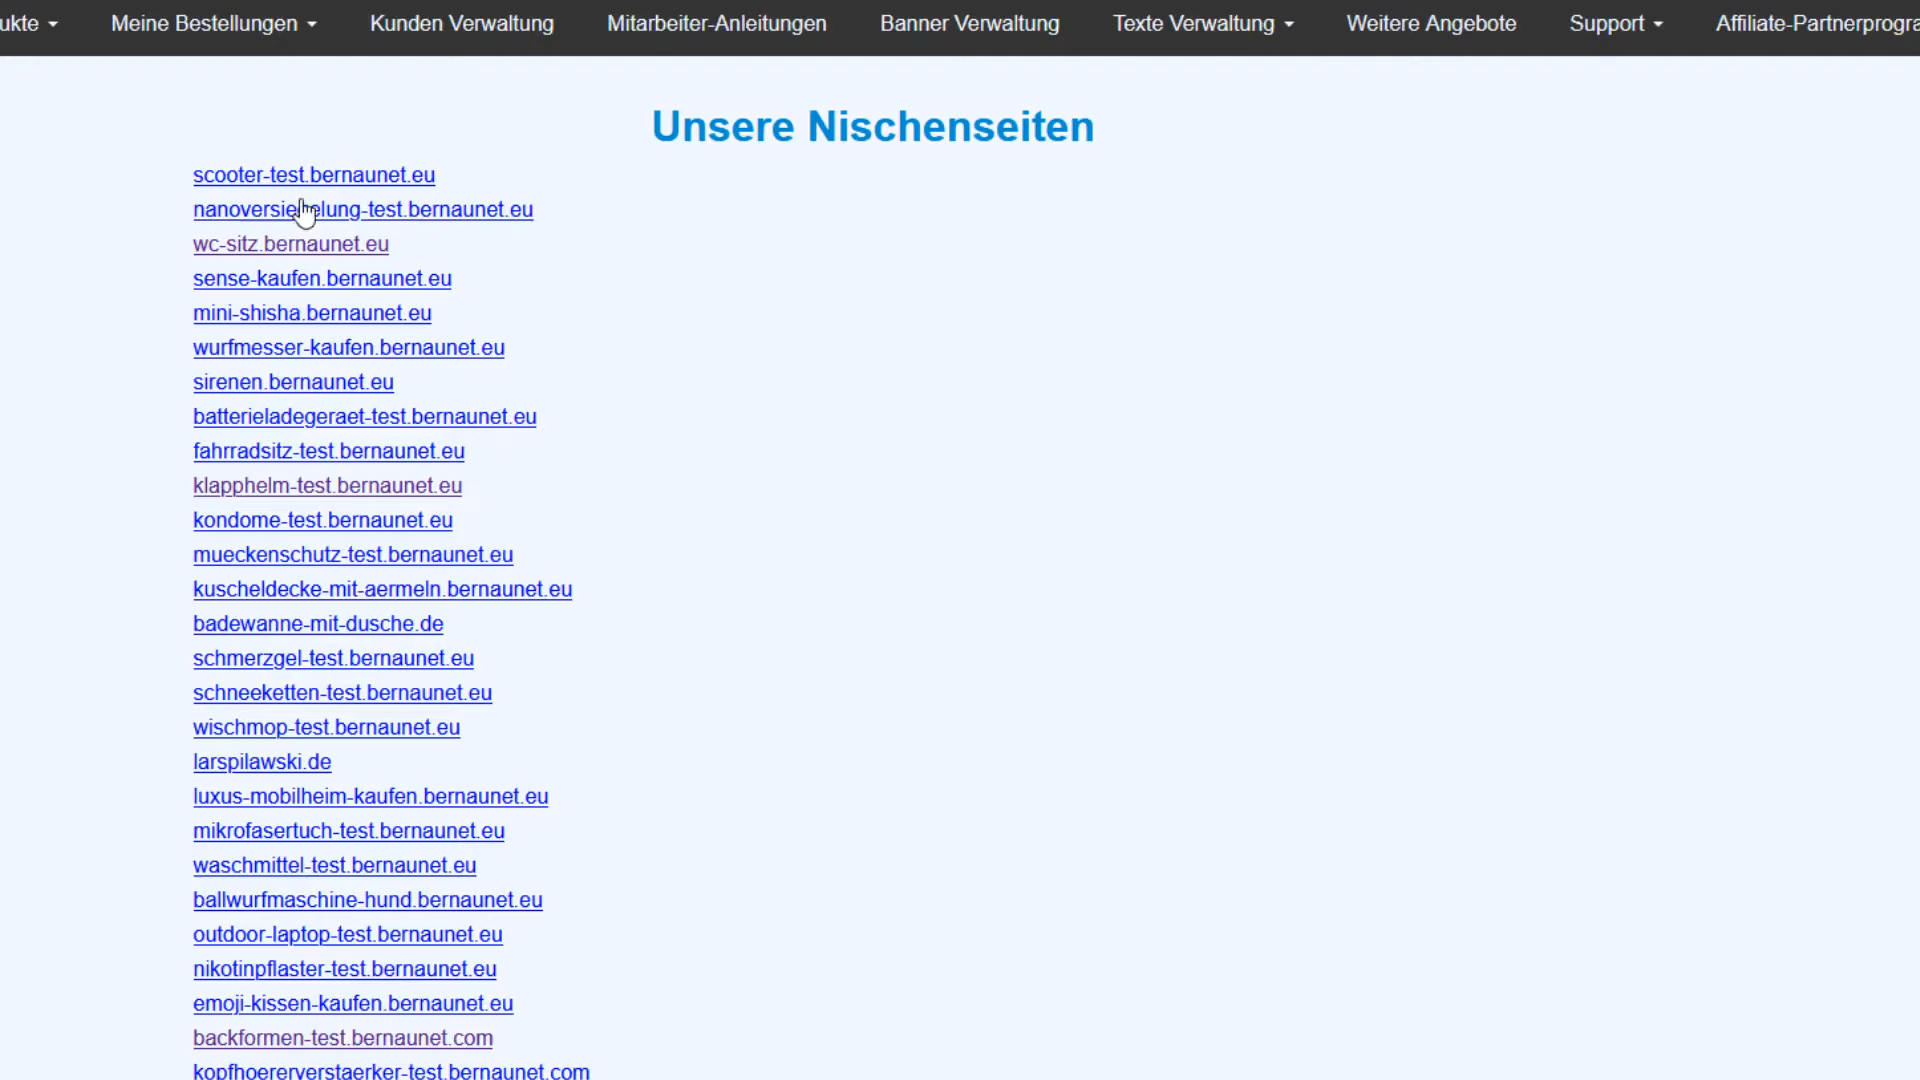 ukte Meine Bestellungen Kunden Verwaltung Mitarbeiter-Anleitungen Banner Verwaltung Texte Verwaltung Weitere Angebote Support Affiliate-Partnerprogra
Unsere Nischenseiten
scooter-test.bernaunet.eu
nanoversiegelung-test.bernaunet.eu
wc-sitz.bernaunet.eu
sense-kaufen.bernaunet.eu
mini-shisha.bernaunet.eu
wurfmesser-kaufen.bernaunet.eu
sirenen.bernaunet.eu
batterieladegeraet-test.bernaunet.eu
fahrradsitz-test.bernaunet.eu
klapphelm-test.bernaunet.eu
kondome-test.bernaunet.eu
mueckenschutz-test.bernaunet.eu
kuscheldecke-mit-aermeln.bernaunet.eu
badewanne-mit-dusche.de
schmerzgel-test.bernaunet.eu
schneeketten-test.bernaunet.eu
wischmop-test.bernaunet.eu
larspilawski.de
luxus-mobilheim-kaufen.bernaunet.eu
mikrofasertuch-test.bernaunet.eu
waschmittel-test.bernaunet.eu
ballwurfmaschine-hund.bernaunet.eu
outdoor-laptop-test.bernaunet.eu
nikotinpflaster-test.bernaunet.eu
emoji-kissen-kaufen.bernaunet.eu
backformen-test.bernaunet.com
kopfhoererverstaerker-test.bernaunet.com